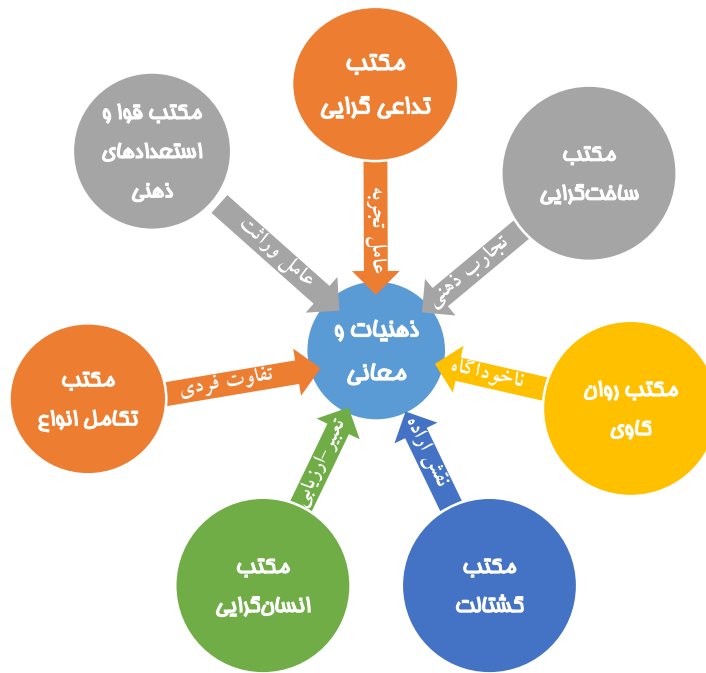 مکتب
تداعی گرایی
عامل تجربه
مکتب
ساخت‌گرایی
تجارب ذهنی
مکتب روان
کاوی
ناخوداگاه
مکتب
گشتالت
نقش اراده
مکتب
انسان‌گرایی
تعبیر-ارزیابی
مکتب
تکامل انواع
تفاوت فردی
مکتب قوا و
استعدادهای
ذهنی
عامل وراثت
ذهنیات و
معانی